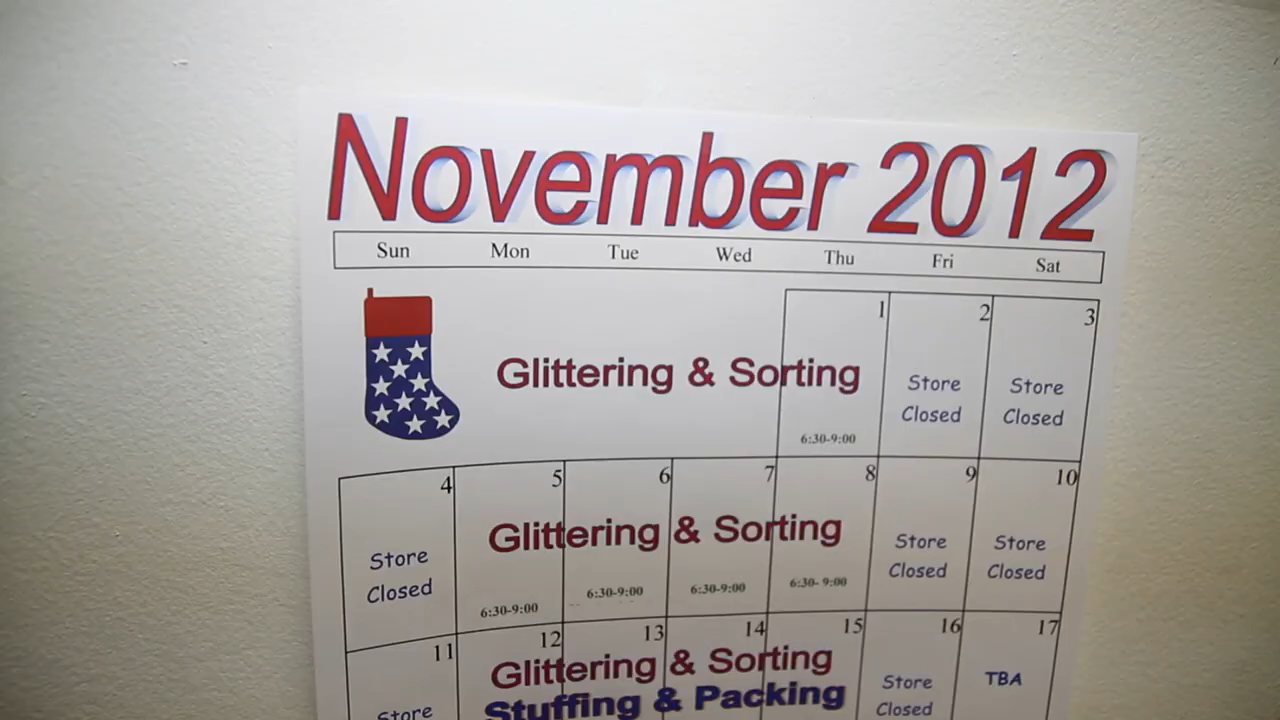 November 2012
Sun Mon Tue Wed Thu Fri Sat
1 2 3
Glittering & Sorting
Store Closed
Store Closed
6:30-9:00
4 5 6 7 8 9 10
Glittering & Sorting
Store Closed
Store Closed
Store Closed
6:30-9:00 6:30-9:00 6:30-9:00 6:30- 9:00
11 12 13 14 15 16 17
Glittering & Sorting
Stuffing & Packing
Store
Store Closed
TBA